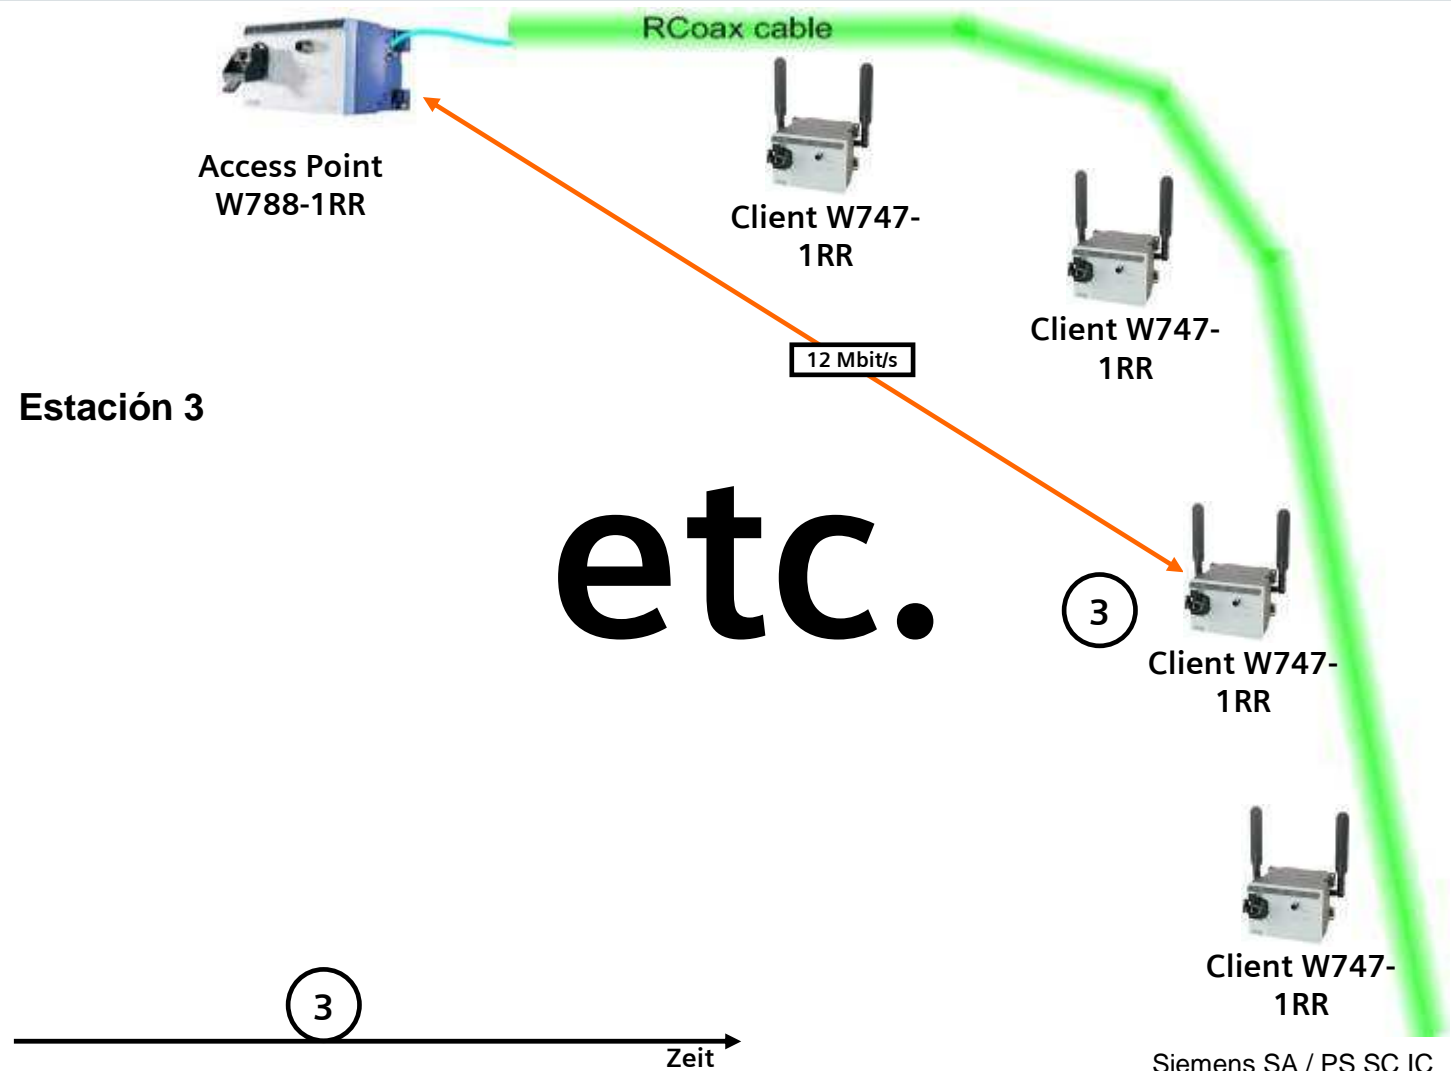 RCoax cable
Access Point
W788-1RR
Client W747-
1RR
Client W747-
1RR
12 Mbit/s
Estación 3
etc.
3
Client W747-
1RR
Client W747-
1RR
3
Zeit
Siemens SA / PS SC IC